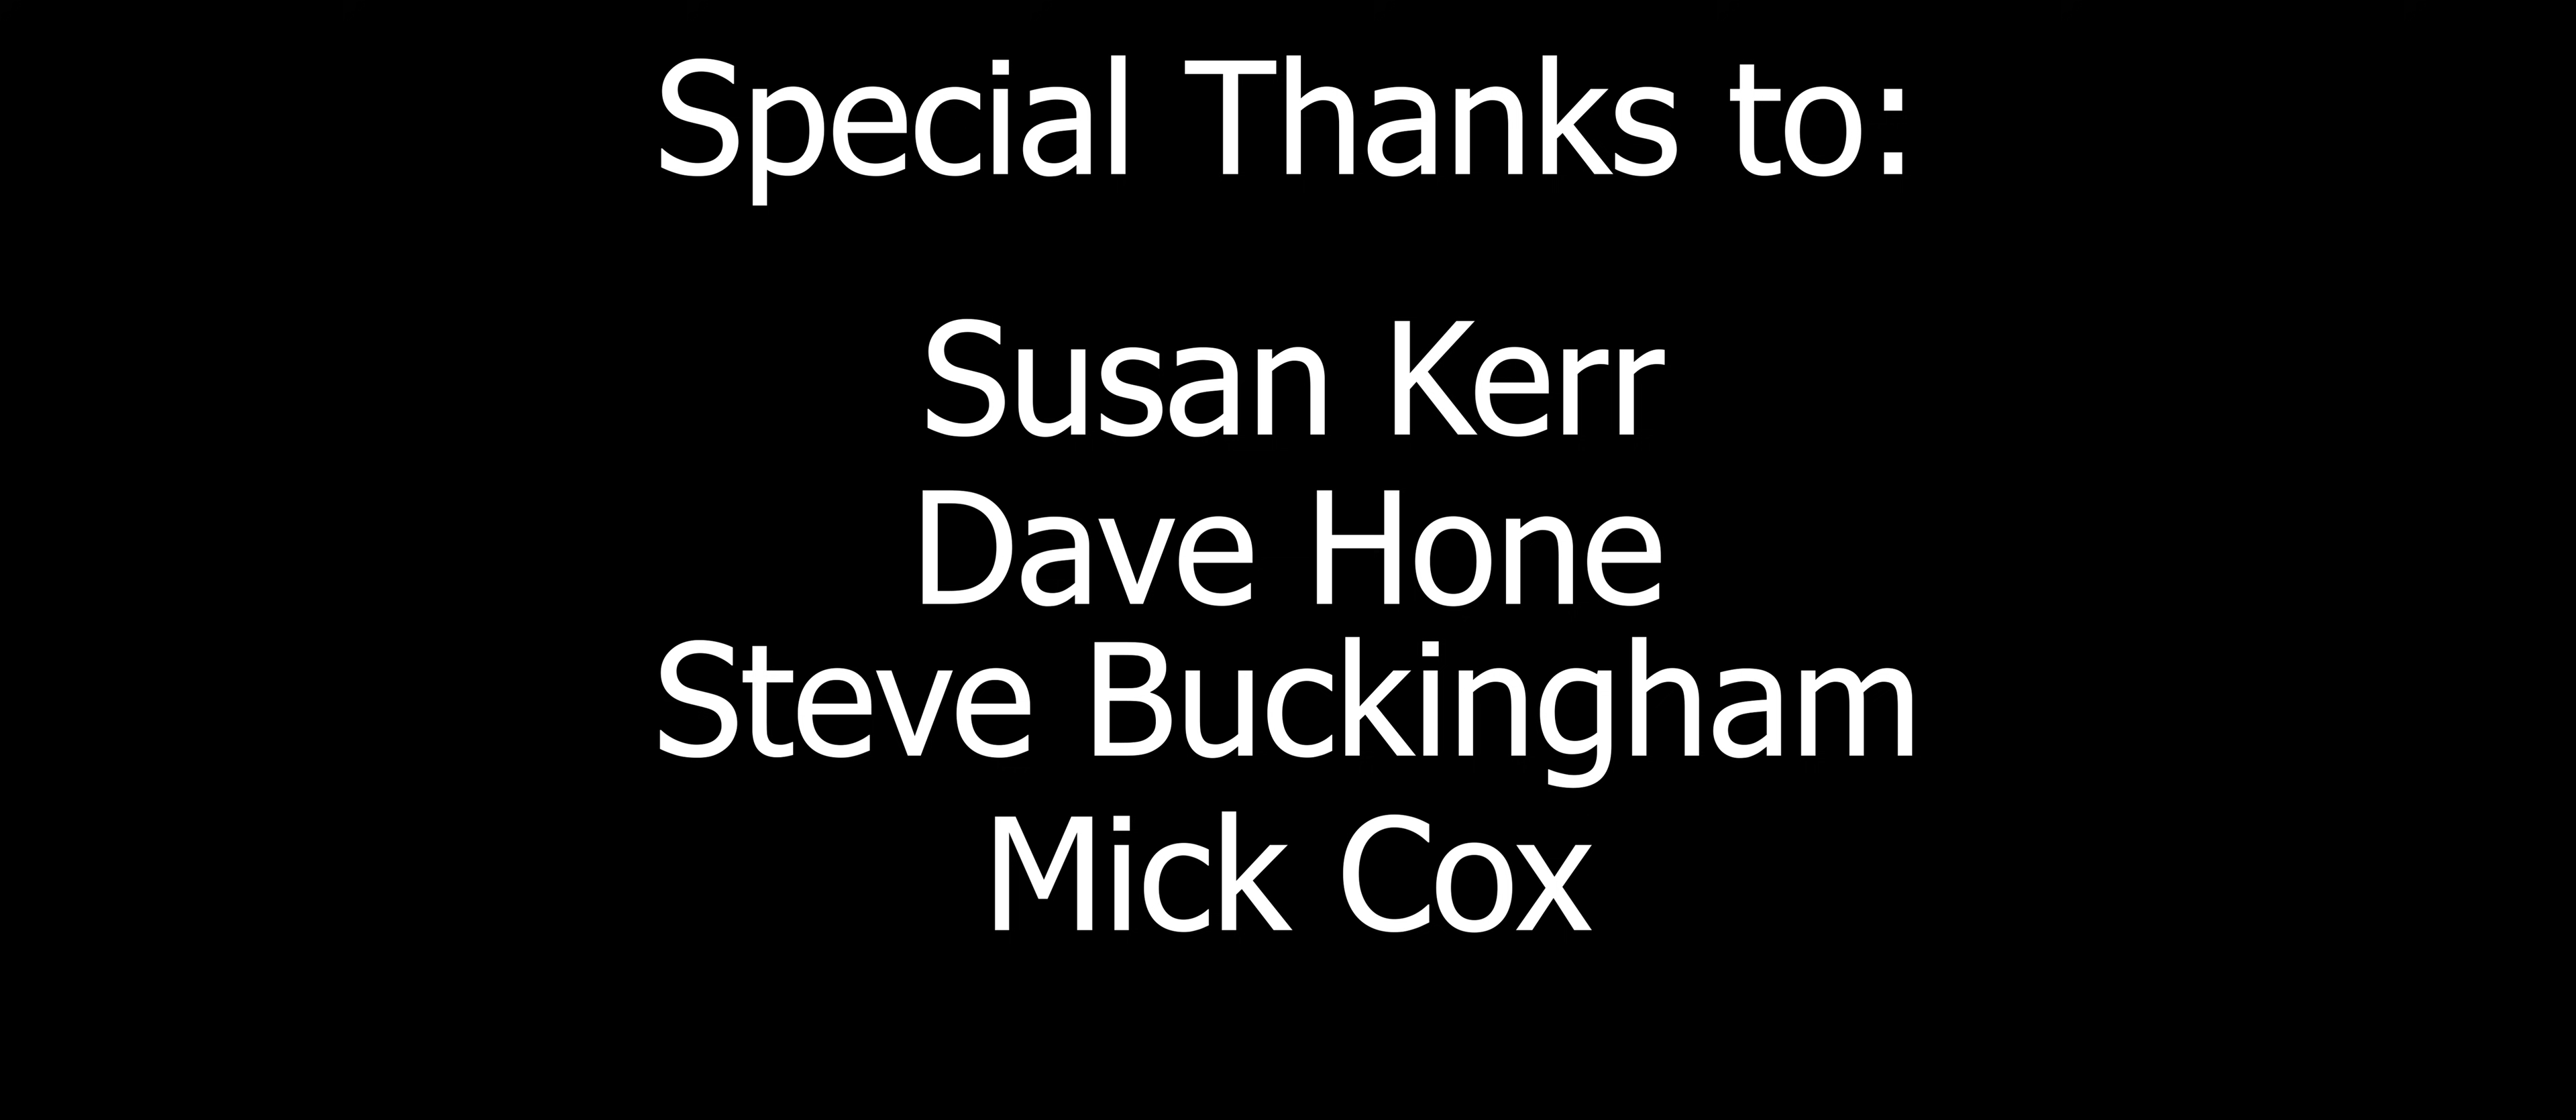 Special Thanks to:
Susan Kerr
Dave Hone
Steve Buckingham
Mick Cox